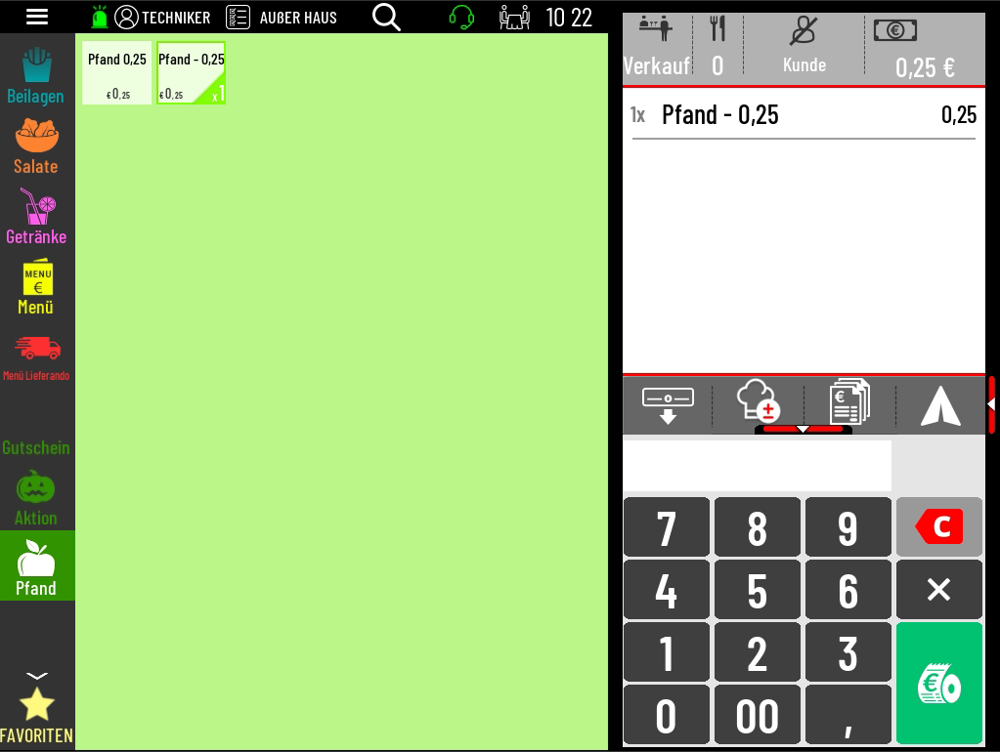 TECHNIKER
AUßER HAUS
10 22
Beilagen
Salate
Getränke
MENU
€
Menü
Menü Lieferando
Gutschein
Aktion
Pfand
FAVORITEN
Pfand 0,25
€ 0,25
Pfand - 0,25
€ 0,25
x 1
Verkauf
0
Kunde
€
0,25 €
1x Pfand - 0,25 0,25
0
±
€
7 8 9 C
4 5 6 ×
1 2 3
€
0 00 ,